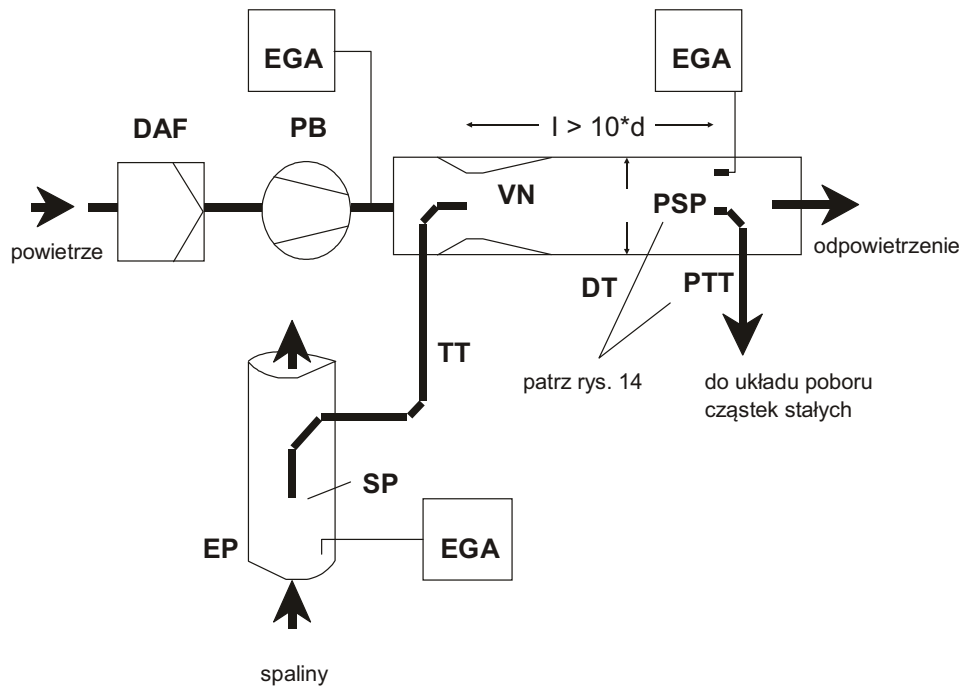 EGA
EGA
DAF
PB
l > 10*d
VN
PSP
powietrze
odpowietrzenie
DT
PTT
TT
patrz rys. 14
do układu poboru
cząstek stałych
SP
EP
EGA
spaliny